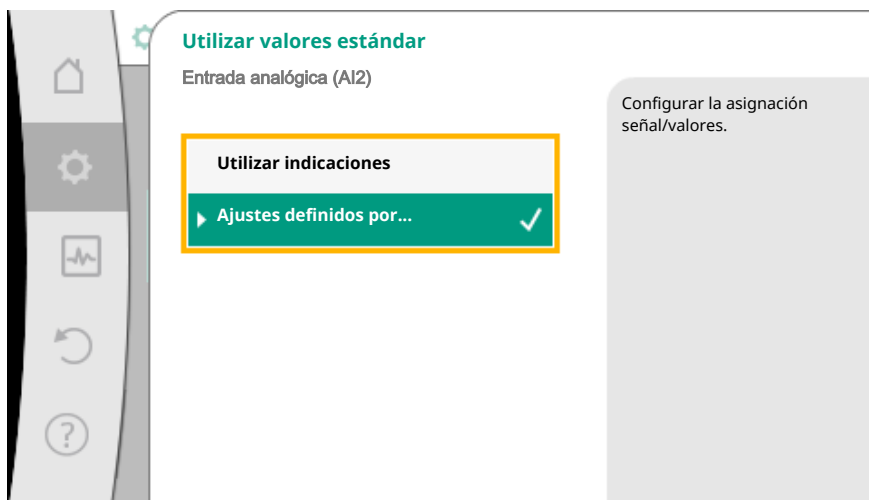 Utilizar valores estándar
Entrada analógica (AI2)
Utilizar indicaciones
Ajustes definidos por...
Configurar la asignación
señal/valores.
?